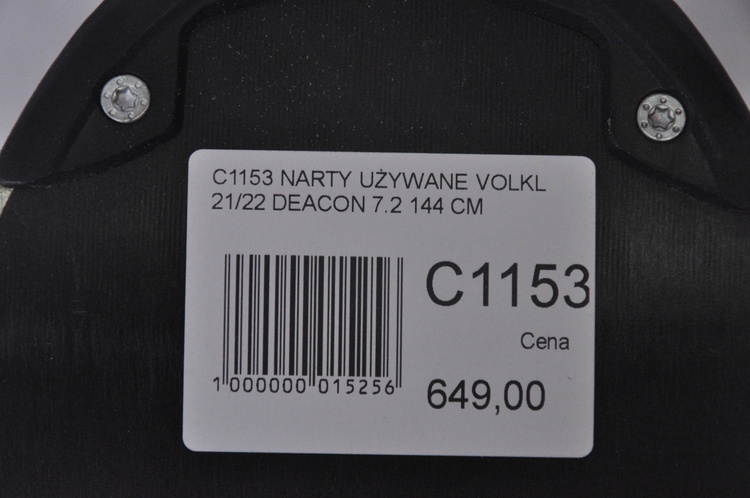 C1153 NARTY UŻYWANE VOLKL
21/22 DEACON 7.2 144 CM
C1153
Cena
649,00
1 000000 015256